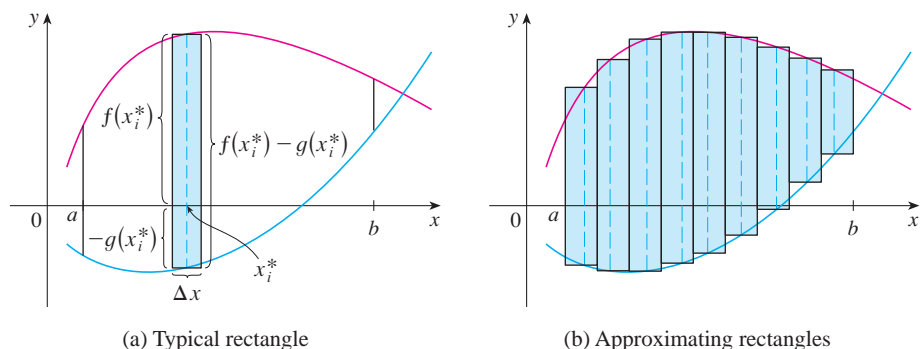 y
f(x_i^*)
f(x_i^*) − g(x_i^*)
0
a
b
x
−g(x_i^*)
x_i^*
Δx
(a) Typical rectangle
y
0
a
b
x
(b) Approximating rectangles